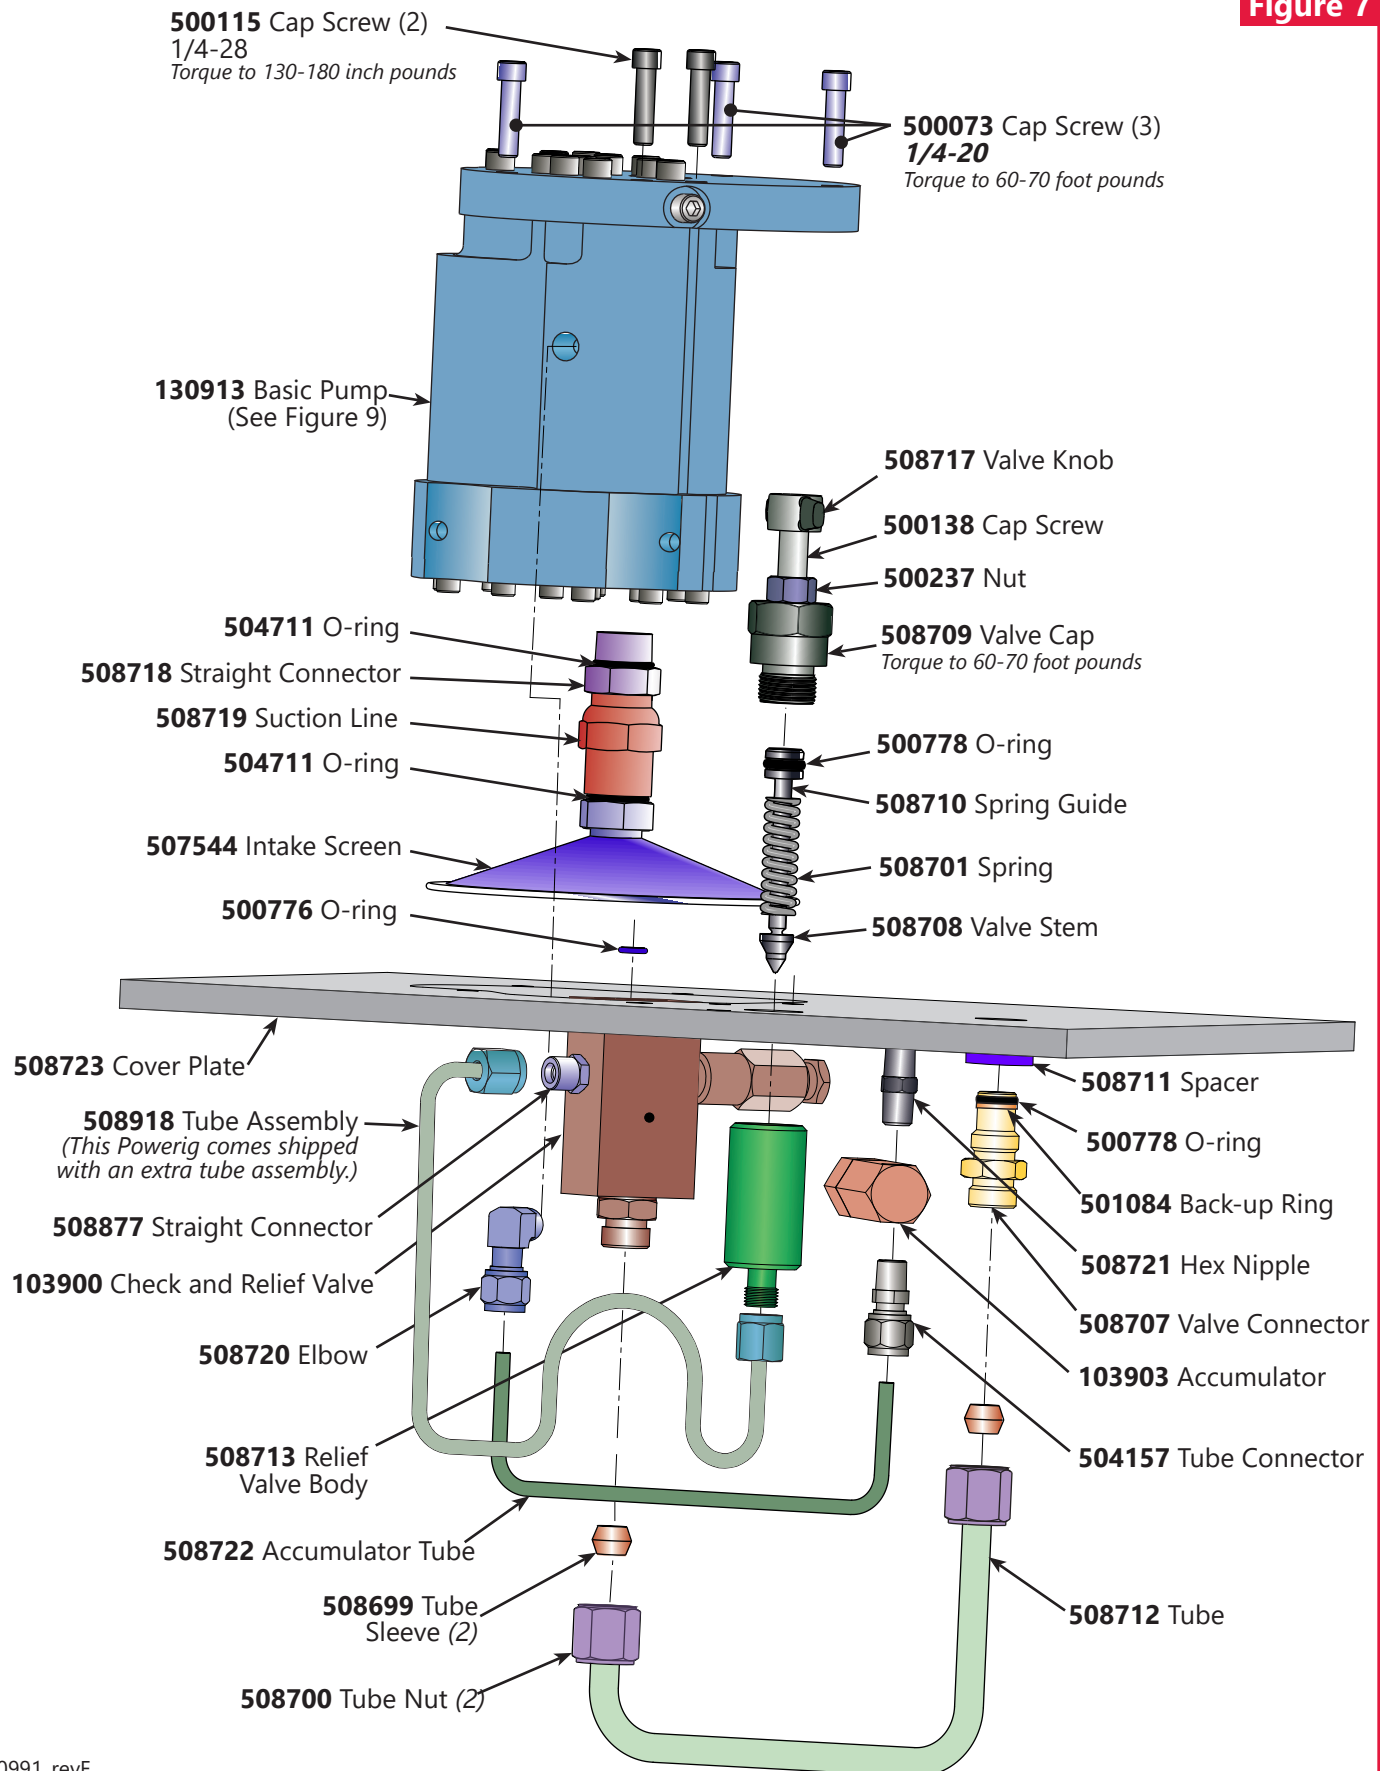 Figure 7
500115 Cap Screw (2)
1/4-28
Torque to 130-180 inch pounds
500073 Cap Screw (3)
1/4-20
Torque to 60-70 foot pounds
130913 Basic Pump
(See Figure 9)
508717 Valve Knob
500138 Cap Screw
500237 Nut
508709 Valve Cap
Torque to 60-70 foot pounds
504711 O-ring
508718 Straight Connector
508719 Suction Line
504711 O-ring
507544 Intake Screen
500776 O-ring
500778 O-ring
508710 Spring Guide
508701 Spring
508708 Valve Stem
508723 Cover Plate
508918 Tube Assembly
(This Powerig comes shipped
with an extra tube assembly.)
508877 Straight Connector
103900 Check and Relief Valve
508720 Elbow
508713 Relief
Valve Body
508722 Accumulator Tube
508699 Tube
Sleeve (2)
508700 Tube Nut (2)
508711 Spacer
500778 O-ring
501084 Back-up Ring
508721 Hex Nipple
508707 Valve Connector
103903 Accumulator
504157 Tube Connector
508712 Tube